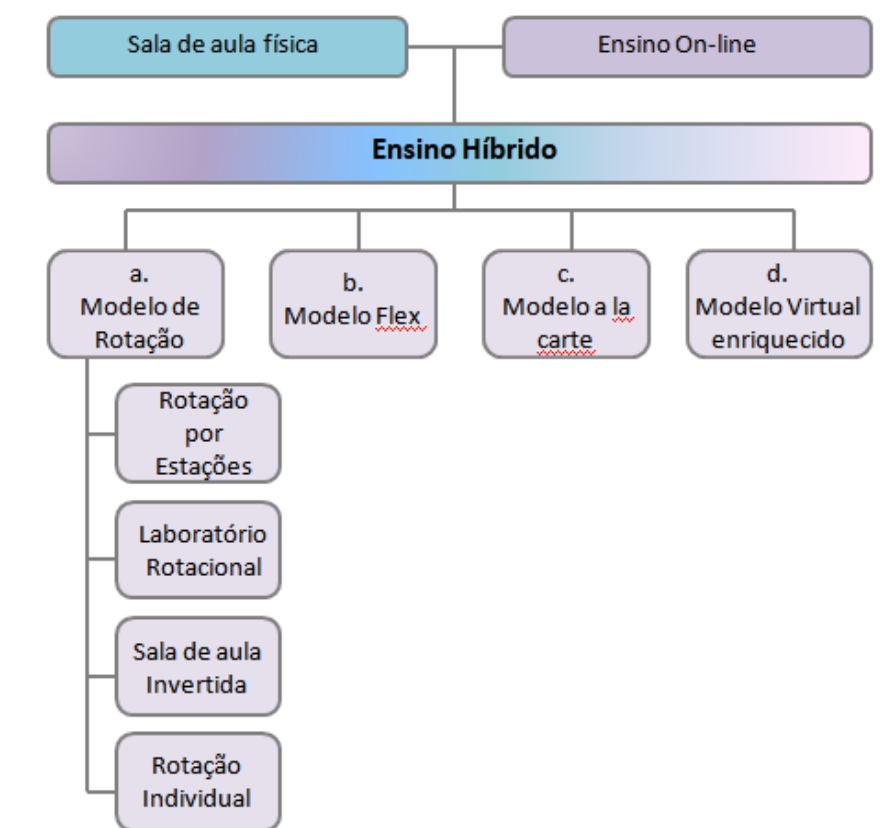 Sala de aula física
Ensino On-line
Ensino Híbrido
a.
Modelo de
Rotação
b.
Modelo Flex
c.
Modelo a la
carte
d.
Modelo Virtual
enriquecido
Rotação
por
Estações
Laboratório
Rotacional
Sala de aula
Invertida
Rotação
Individual